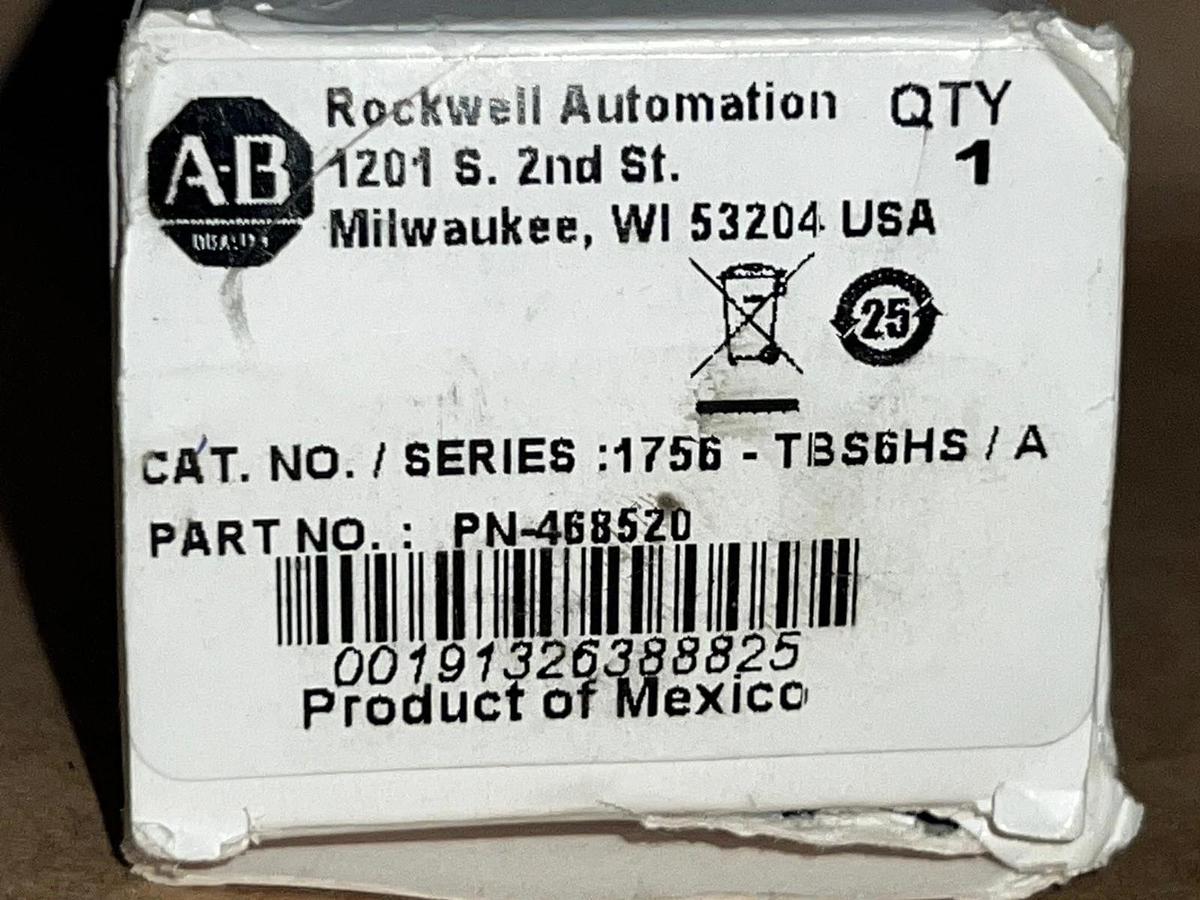 A-B
QUALITY
Rockwell Automation
QTY
1201 S. 2nd St.
1
Milwaukee, WI 53204 USA
25
CAT. NO. / SERIES :1756 - TBS6HS / A
PART NO. : PN-468520
00191326388825
Product of Mexico